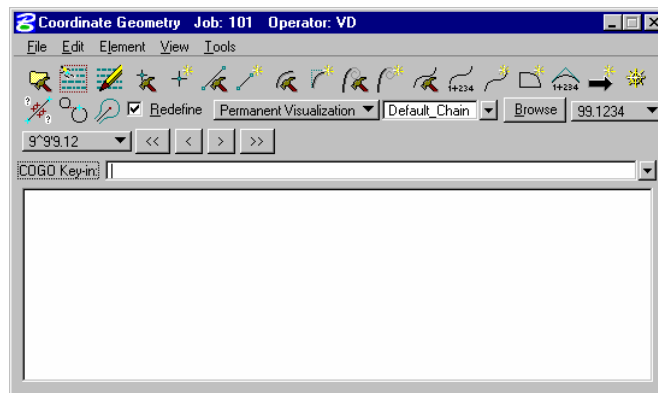 Coordinate Geometry Job: 101 Operator: VD
File Edit Element View Tools
1+234 1+234
Redefine Permanent Visualization Default_Chain Browse 99.1234
9^9'9.12 << < > >>
COGO Key-in: